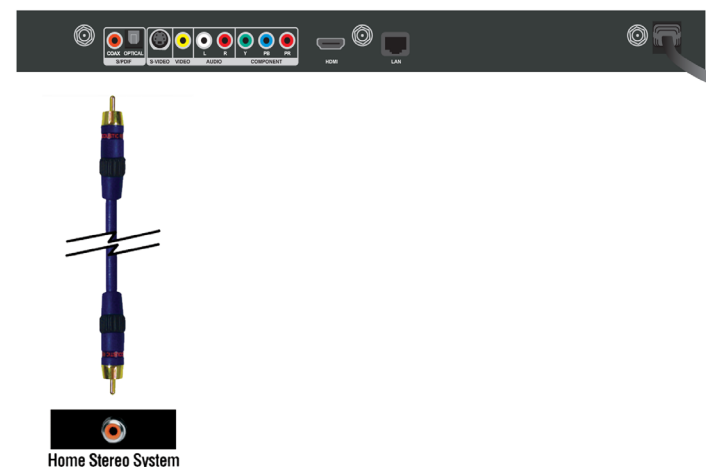 COAX OPTICAL
S/PDIF
S-VIDEO
VIDEO
L R
AUDIO
Y PB PR
COMPONENT
HDMI
LAN
Home Stereo System